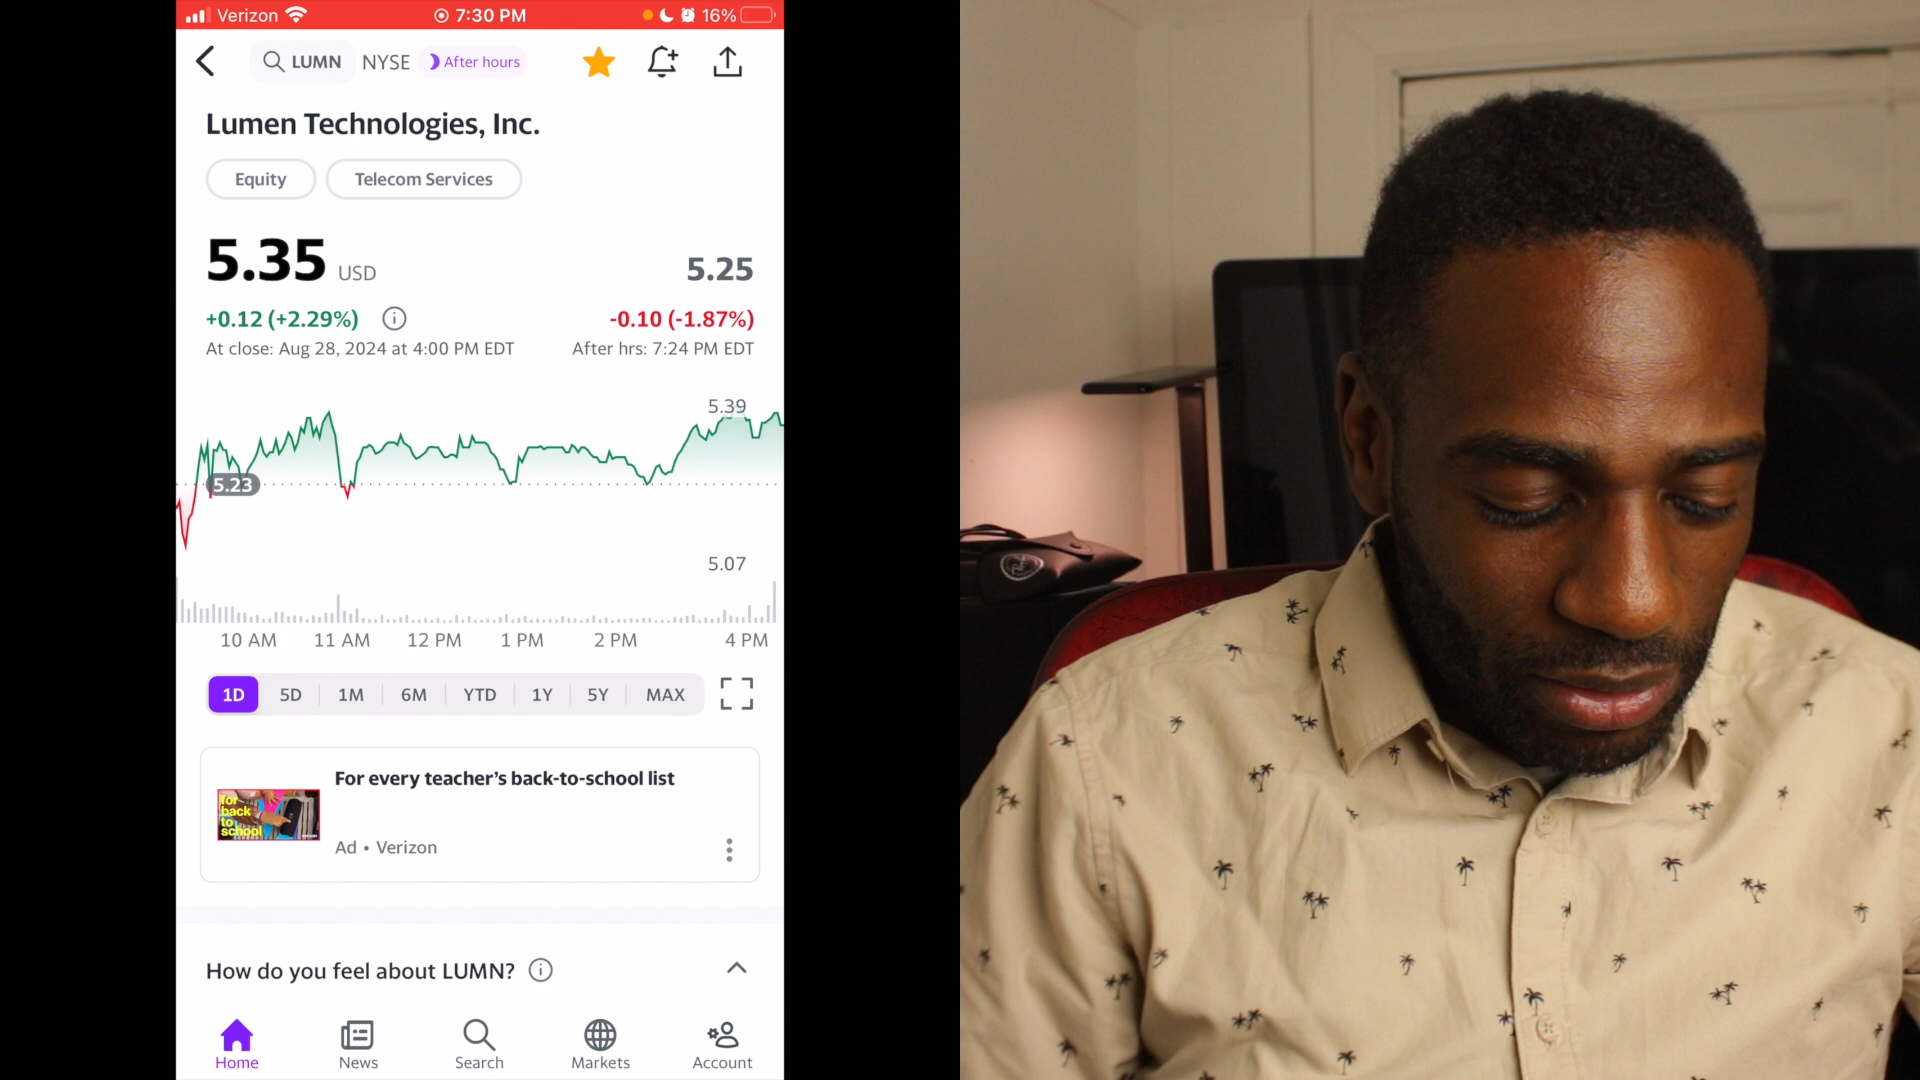 Verizon 7:30 PM 16%
LUMN NYSE After hours
Lumen Technologies, Inc.
Equity Telecom Services
5.35 USD 5.25
+0.12 (+2.29%) -0.10 (-1.87%)
At close: Aug 28, 2024 at 4:00 PM EDT After hrs: 7:24 PM EDT
5.39
5.23
5.07
10 AM 11 AM 12 PM 1 PM 2 PM 4 PM
1D 5D 1M 6M YTD 1Y 5Y MAX
For every teacher's back-to-school list
for
back
to
school
Ad • Verizon
How do you feel about LUMN?
Home News Search Markets Account